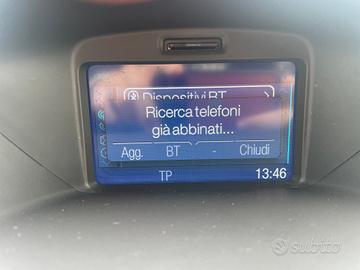 Dispositivi BT
Ricerca telefoni
già abbinati...
Agg. BT - Chiudi
TP 13:46
subito